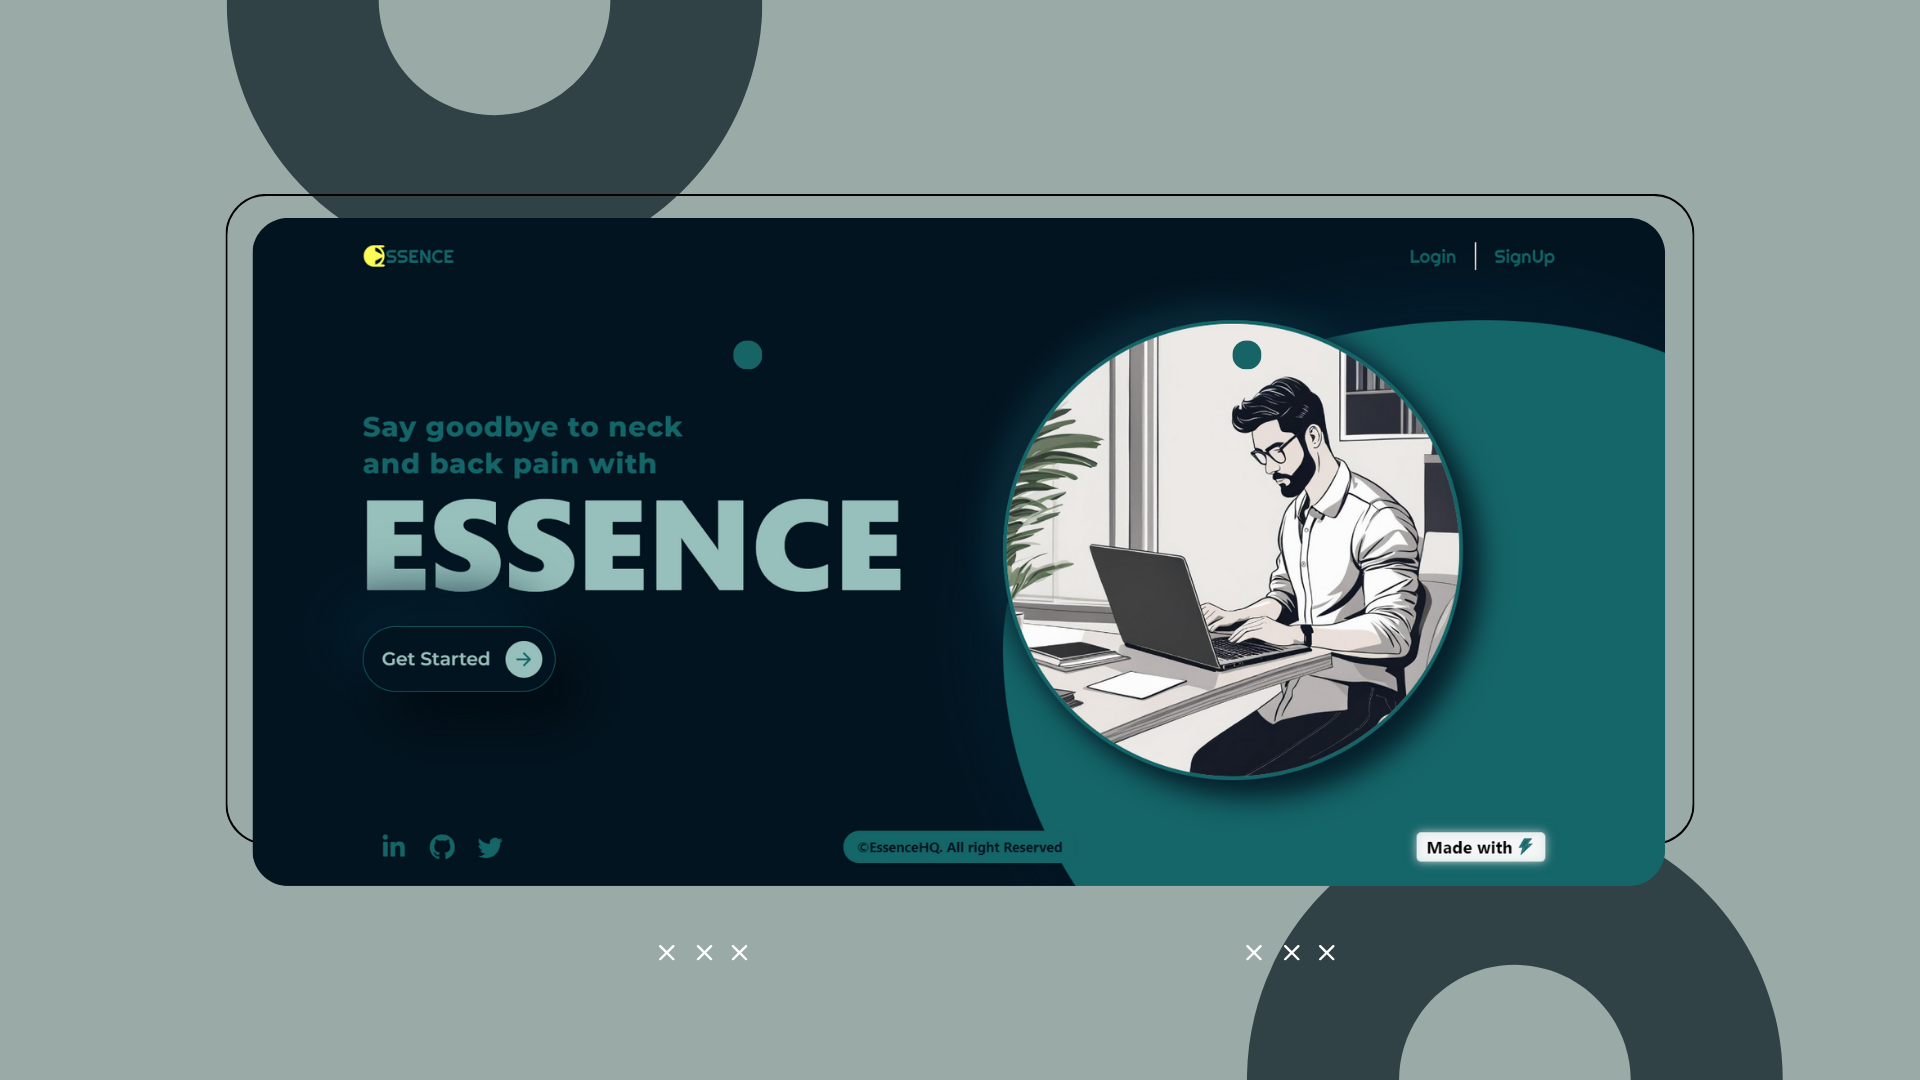 ESSENCE
Login | SignUp
Say goodbye to neck
and back pain with
ESSENCE
Get Started
in
©EssenceHQ. All right Reserved
Made with